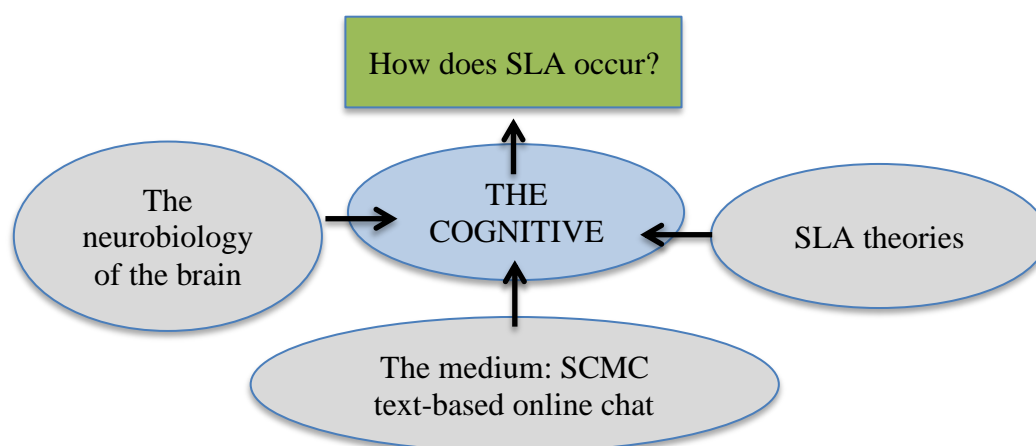 How does SLA occur?
The
neurobiology
of the brain
THE
COGNITIVE
SLA theories
The medium: SCMC
text-based online chat